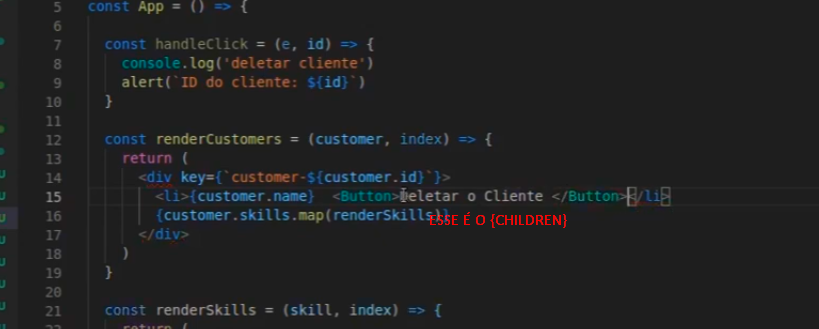 5 const App = () => {
6
7 const handleClick = (e, id) => {
8 console.log('deletar cliente')
9 alert(`ID do cliente: ${id}`)
10 }
11
12 const renderCustomers = (customer, index) => {
13 return (
14 <div key={`customer-${customer.id}`}>
15 <li>{customer.name} <Button>Deletar o Cliente </Button></li>
16 {customer.skills.map(renderSkills)}
ESSE É O {CHILDREN}
17 </div>
18 )
19 }
20
21 const renderSkills = (skill, index) => {
return (